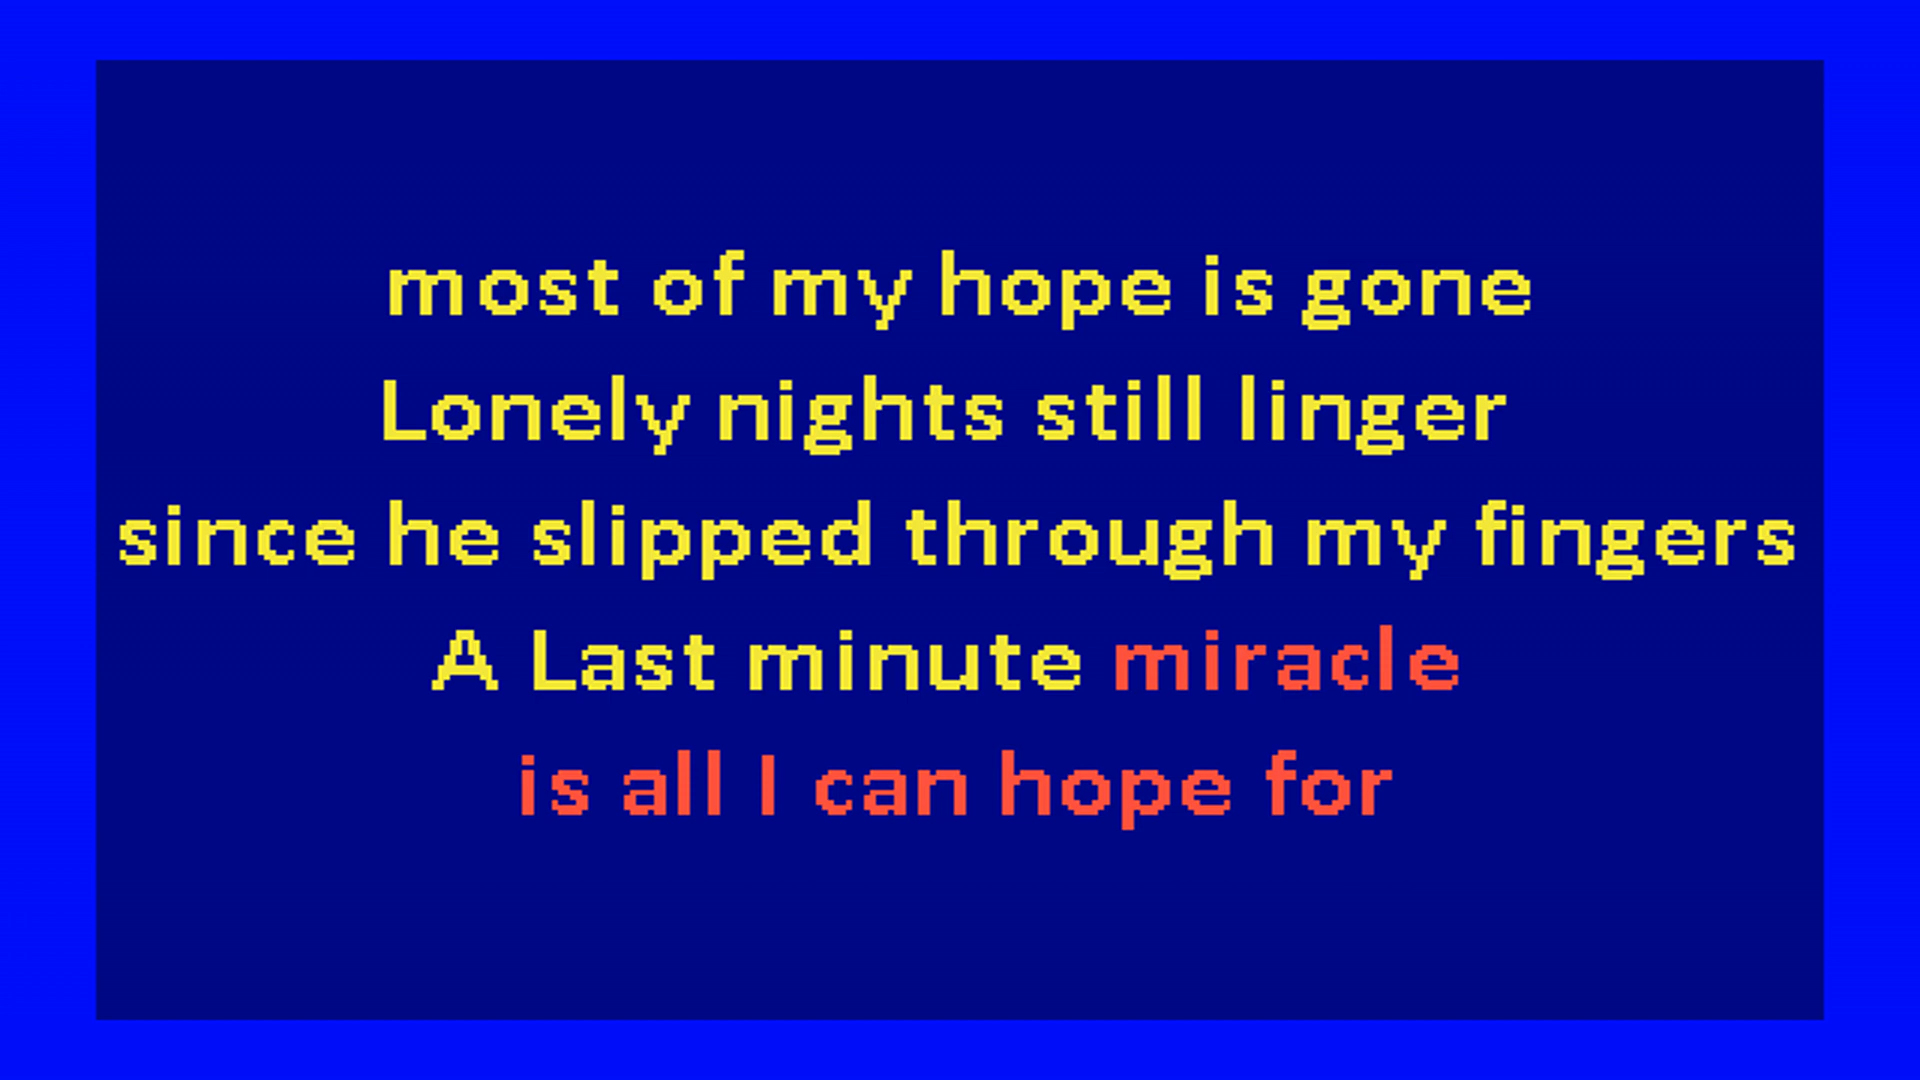 most of my hope is gone
Lonely nights still linger
since he slipped through my fingers
A Last minute miracle
is all I can hope for